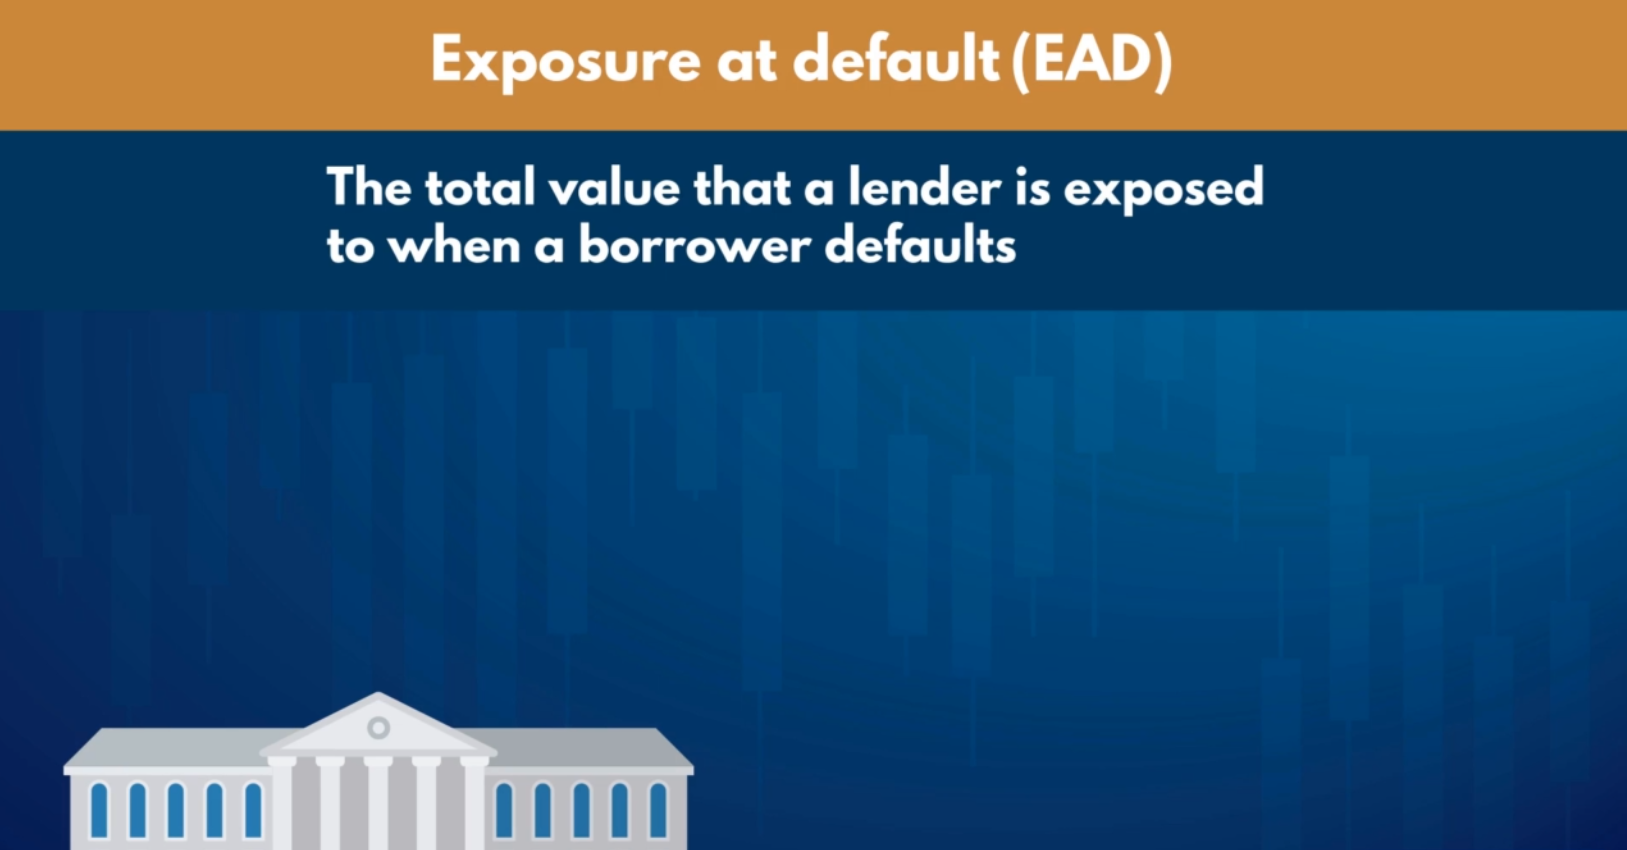 Exposure at default (EAD)
The total value that a lender is exposed
to when a borrower defaults